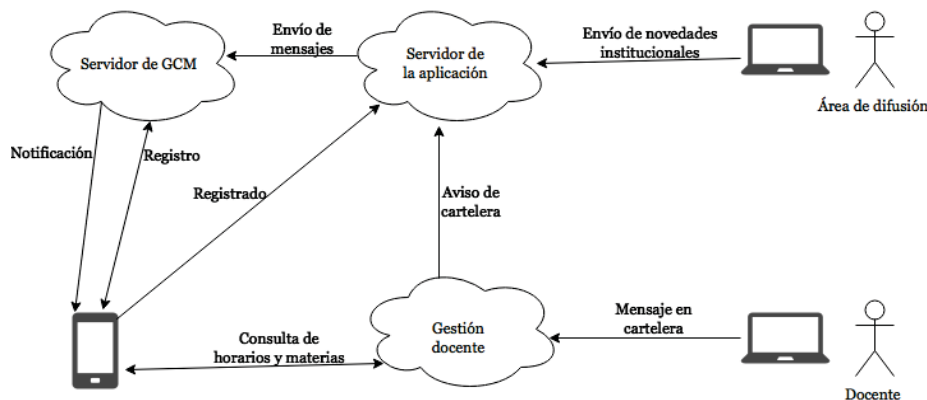 Envío de
mensajes
Servidor de GCM
Servidor de
la aplicación
Envío de novedades
institucionales
Área de difusión
Notificación
Registro
Registrado
Aviso de
cartelera
Consulta de
horarios y materias
Gestión
docente
Mensaje en
cartelera
Docente